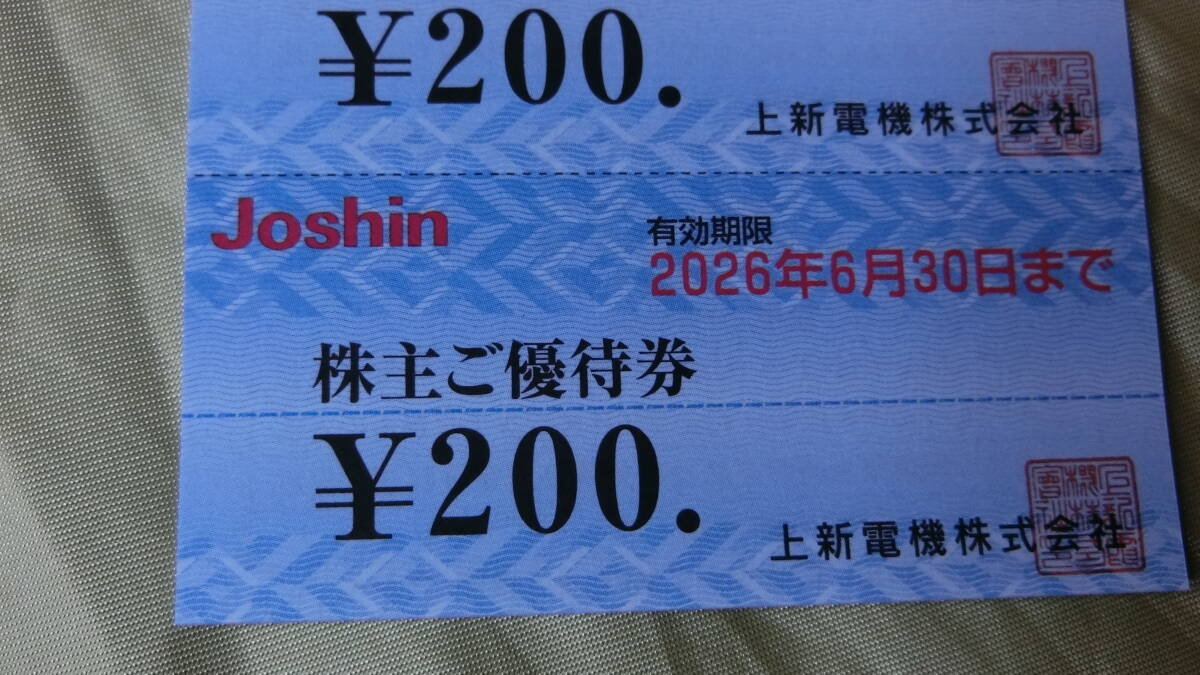 ¥200.
上新電機株式会社
Joshin
有効期限
2026年6月30日まで
株主ご優待券
¥200.
上新電機株式会社